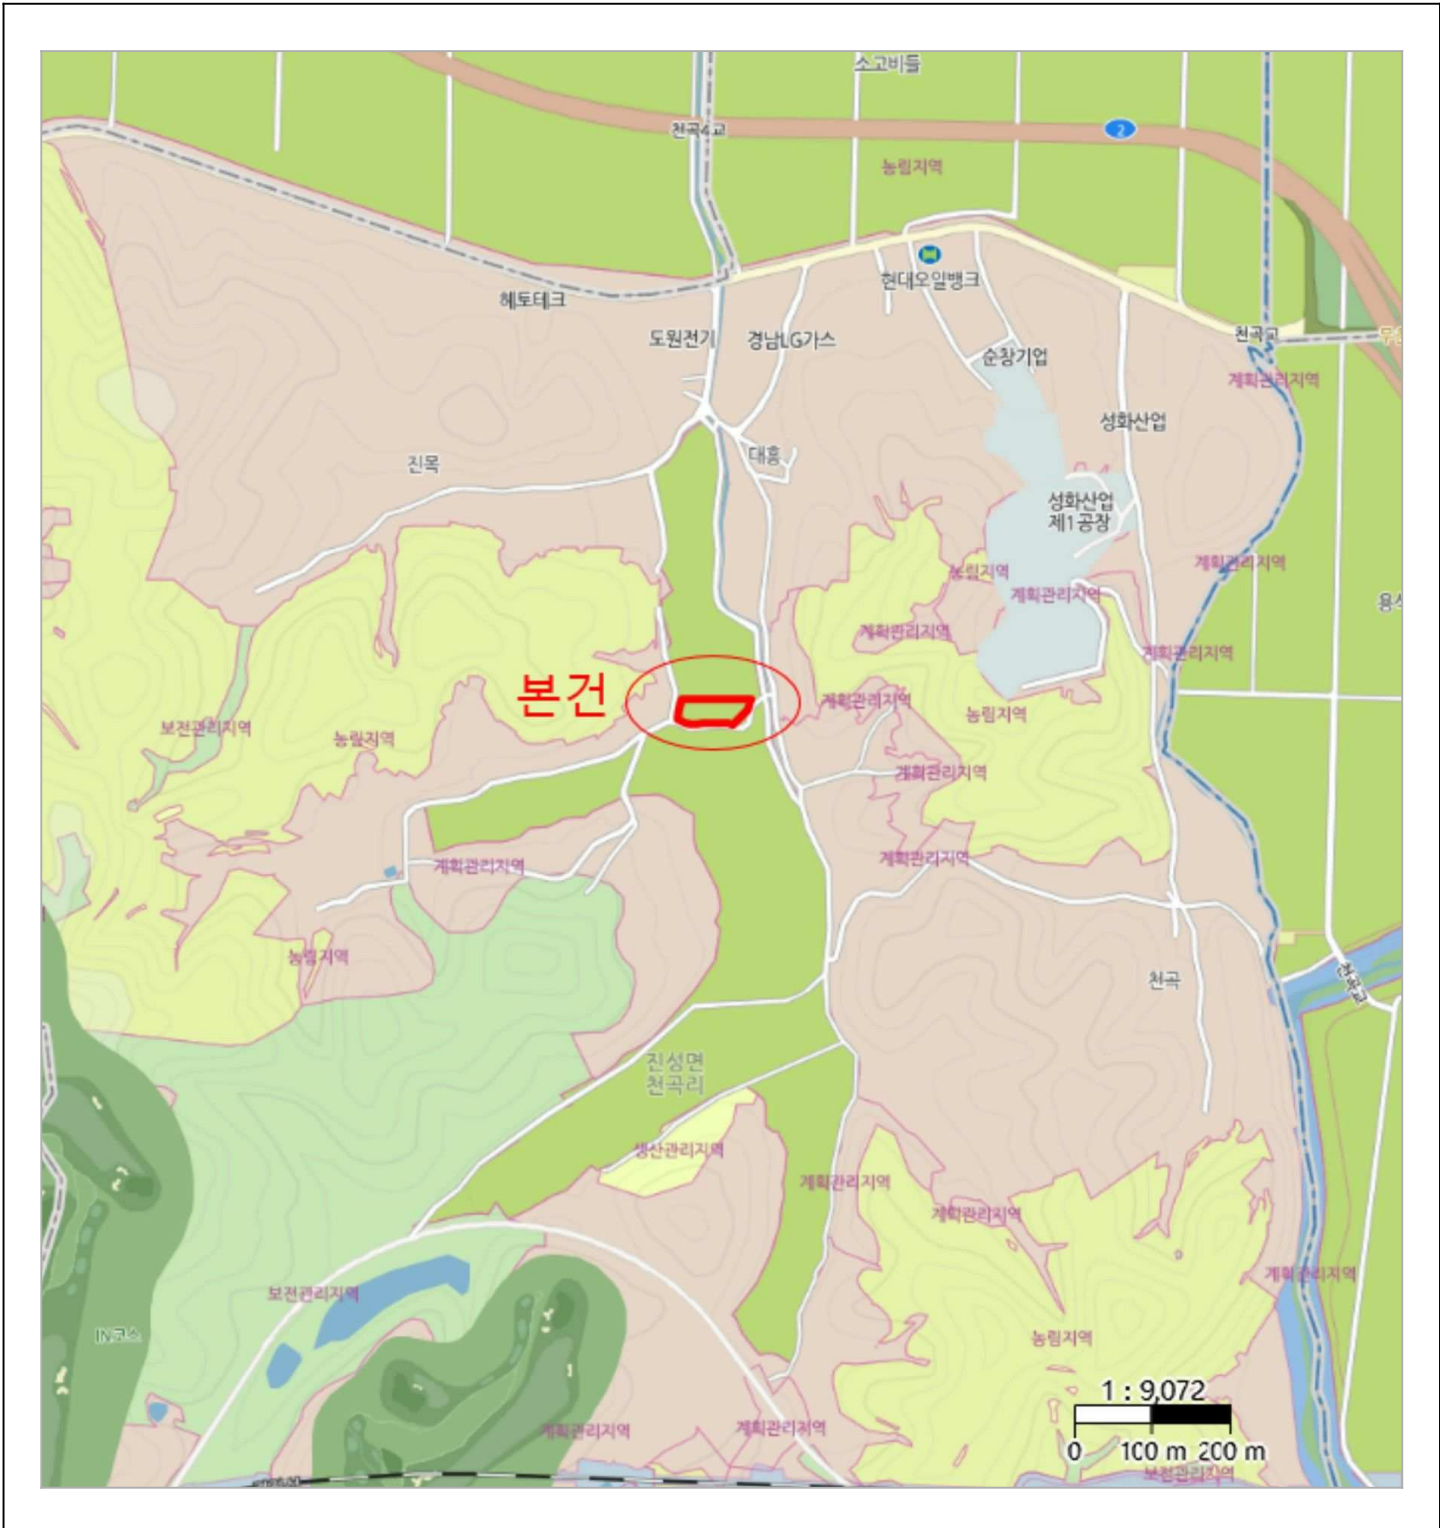 소고비들
천곡4교
2
농림지역
현대오일뱅크
혜토테크
도원전기
경남LG가스
천곡교
순창기업
계획관리지역
성화산업
대흥
진목
성화산업
제1공장
계획관리지역
농림지역
계획관리지역
계획관리지역
계획관리지역
본건
계획관리지역
농림지역
보전관리지역
농림지역
계획관리지역
계획관리지역
계획관리지역
농림지역
천곡
천곡교
진성면
천곡리
생산관리지역
계획관리지역
계획관리지역
계획관리지역
보전관리지역
IN코스
농림지역
1 : 9,072
계획관리지역
계획관리지역
0 100 m 200 m
보전관리지역